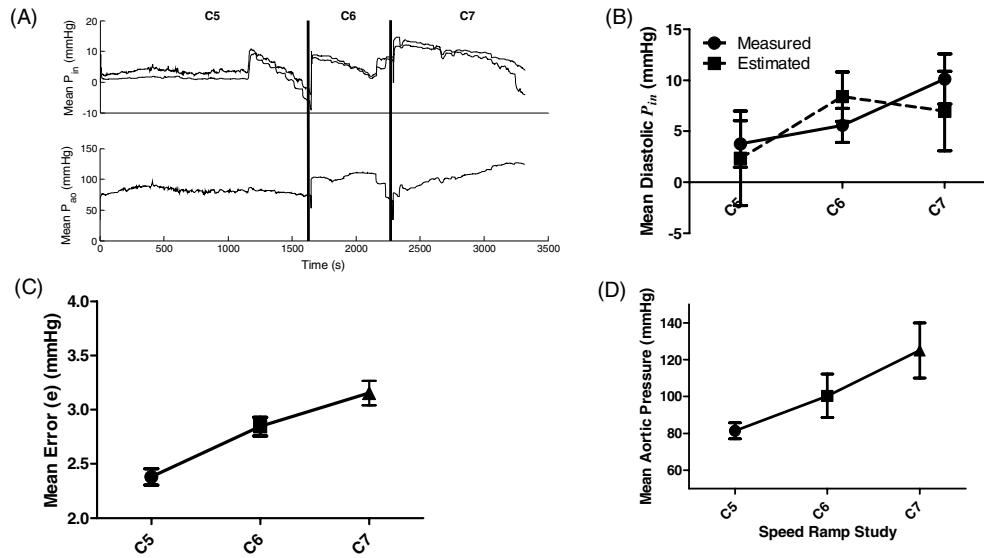 (A)
C5 C6 C7
Mean P_in (mmHg)
20
10
0
-10
Mean P_ao (mmHg)
150
100
50
0
0 500 1000 1500 2000 2500 3000 3500
Time (s)
(B)
Mean Diastolic P_in (mmHg)
15
10
5
0
-5
Measured
Estimated
C5 C6 C7
(C)
Mean Error (e) (mmHg)
4.0
3.5
3.0
2.5
2.0
C5 C6 C7
(D)
Mean Aortic Pressure (mmHg)
140
120
100
80
60
C5 C6 C7
Speed Ramp Study